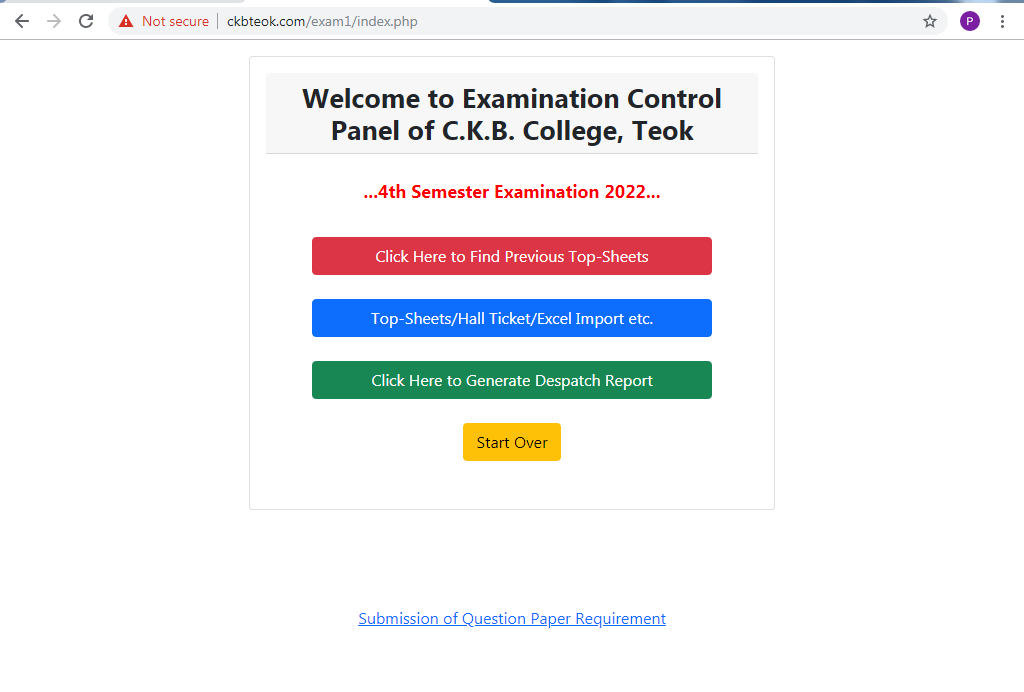 Not secure ckbteok.com/exam1/index.php P
Welcome to Examination Control
Panel of C.K.B. College, Teok
...4th Semester Examination 2022...
Click Here to Find Previous Top-Sheets
Top-Sheets/Hall Ticket/Excel Import etc.
Click Here to Generate Despatch Report
Start Over
Submission of Question Paper Requirement